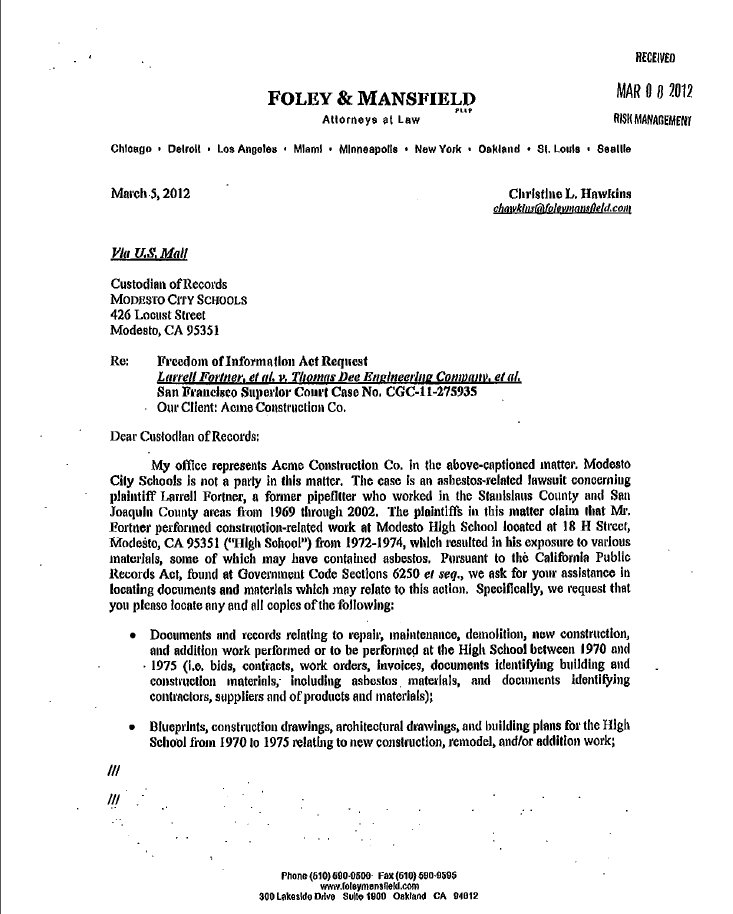 RECEIVED
MAR 08 2012
RISK MANAGEMENT
FOLEY & MANSFIELD
PLLP
Attorneys at Law
Chicago • Detroit • Los Angeles • Miami • Minneapolis • New York • Oakland • St. Louis • Seattle
March 5, 2012
Christine L. Hawkins
chawkins@foleymansfield.com
Via U.S. Mail
Custodian of Records
MODESTO CITY SCHOOLS
426 Locust Street
Modesto, CA 95351
Re: Freedom of Information Act Request
Larrell Fortner, et al. v. Thomas Dee Engineering Company, et al.
San Francisco Superior Court Case No. CGC-11-275935
Our Client: Acme Construction Co.
Dear Custodian of Records:
My office represents Acme Construction Co. in the above-captioned matter. Modesto
City Schools is not a party in this matter. The case is an asbestos-related lawsuit concerning
plaintiff Larrell Fortner, a former pipefitter who worked in the Stanislaus County and San
Joaquin County areas from 1969 through 2002. The plaintiffs in this matter claim that Mr.
Fortner performed construction-related work at Modesto High School located at 18 H Street,
Modesto, CA 95351 ("High School") from 1972-1974, which resulted in his exposure to various
materials, some of which may have contained asbestos. Pursuant to the California Public
Records Act, found at Government Code Sections 6250 et seq., we ask for your assistance in
locating documents and materials which may relate to this action. Specifically, we request that
you please locate any and all copies of the following:
• Documents and records relating to repair, maintenance, demolition, new construction,
and addition work performed or to be performed at the High School between 1970 and
1975 (i.e. bids, contracts, work orders, invoices, documents identifying building and
construction materials, including asbestos materials, and documents identifying
contractors, suppliers and of products and materials);
• Blueprints, construction drawings, architectural drawings, and building plans for the High
School from 1970 to 1975 relating to new construction, remodel, and/or addition work;
///
///
Phone (510) 590-9500 Fax (510) 590-9595
www.foleymansfield.com
300 Lakeside Drive Suite 1900 Oakland CA 94612